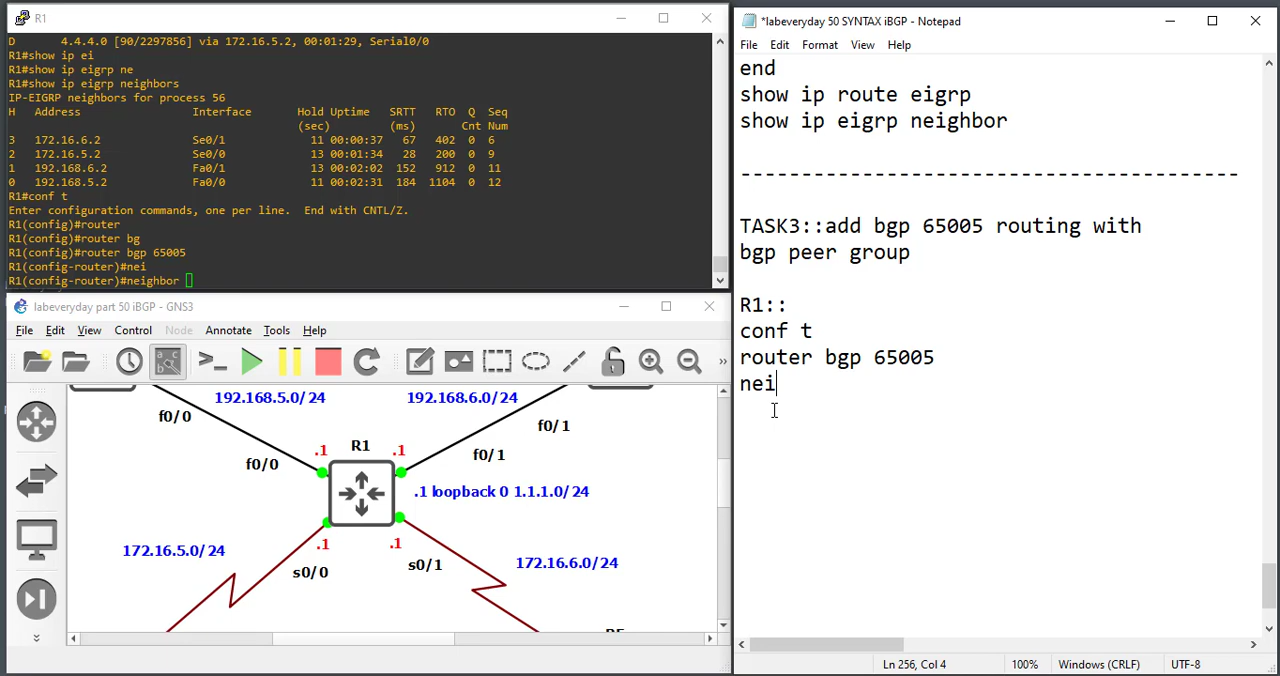 R1
D     4.4.4.0 [90/2297856] via 172.16.5.2, 00:01:29, Serial0/0
R1#show ip ei
R1#show ip eigrp ne
R1#show ip eigrp neighbors
IP-EIGRP neighbors for process 56
H   Address                 Interface       Hold Uptime   SRTT   RTO  Q  Seq
(sec)         (ms)       Cnt Num
3   172.16.6.2              Se0/1             11 00:00:37   67   402  0  6
2   172.16.5.2              Se0/0             13 00:01:34   28   200  0  9
1   192.168.6.2             Fa0/1             13 00:02:02  152   912  0  11
0   192.168.5.2             Fa0/0             11 00:02:31  184  1104  0  12
R1#conf t
Enter configuration commands, one per line.  End with CNTL/Z.
R1(config)#router
R1(config)#router bg
R1(config)#router bgp 65005
R1(config-router)#nei
R1(config-router)#neighbor
labeveryday part 50 iBGP - GNS3
File Edit View Control Node Annotate Tools Help
192.168.5.0/24
192.168.6.0/24
f0/0
f0/1
.1
R1
.1
f0/0
f0/1
.1 loopback 0 1.1.1.0/24
172.16.5.0/24
.1
.1
s0/0
s0/1
172.16.6.0/24
*labeveryday 50 SYNTAX iBGP - Notepad
File Edit Format View Help
end
show ip route eigrp
show ip eigrp neighbor
-----------------------------------------
TASK3::add bgp 65005 routing with
bgp peer group
R1::
conf t
router bgp 65005
nei
Ln 256, Col 4
100%
Windows (CRLF)
UTF-8